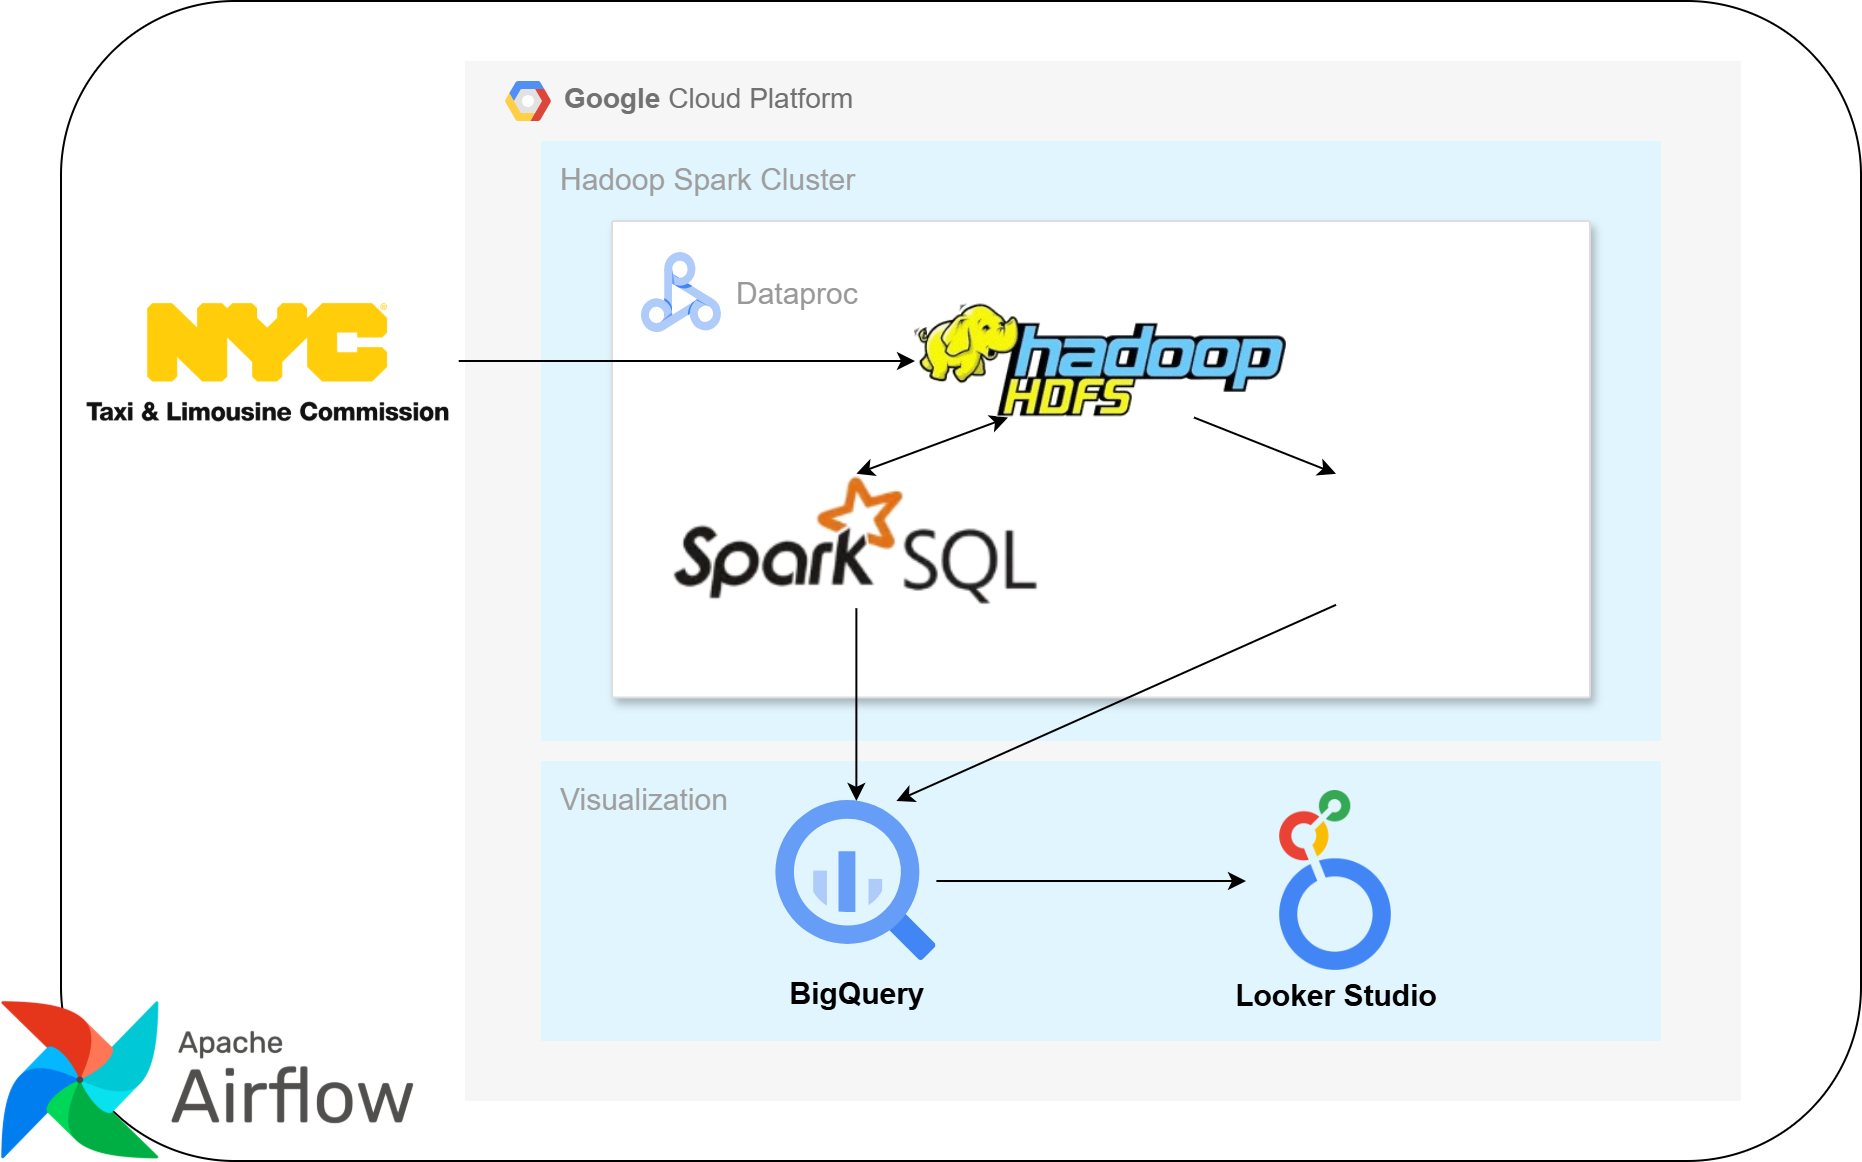 Google Cloud Platform
Hadoop Spark Cluster
Dataproc
NYC®
Taxi & Limousine Commission
hadoop
HDFS
Spark SQL
Visualization
BigQuery
Looker Studio
Apache
Airflow